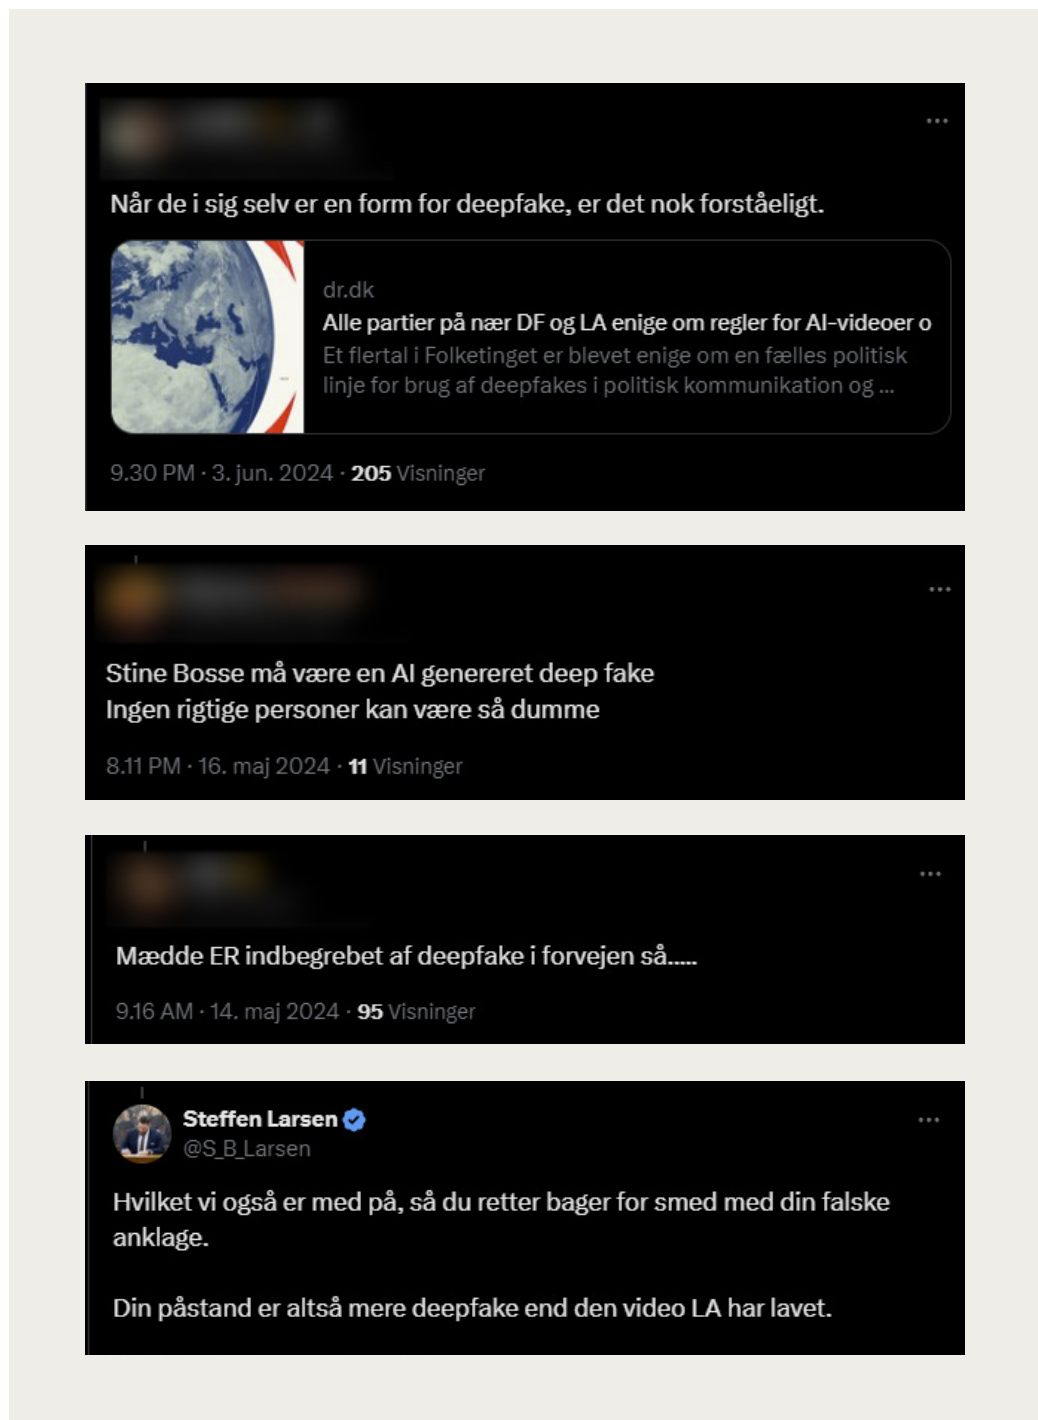 Når de i sig selv er en form for deepfake, er det nok forståeligt.
dr.dk
Alle partier på nær DF og LA enige om regler for AI-videoer o
Et flertal i Folketinget er blevet enige om en fælles politisk
linje for brug af deepfakes i politisk kommunikation og ...
9.30 PM · 3. jun. 2024 · 205 Visninger
Stine Bosse må være en AI genereret deep fake
Ingen rigtige personer kan være så dumme
8.11 PM · 16. maj 2024 · 11 Visninger
Mædde ER indbegrebet af deepfake i forvejen så.....
9.16 AM · 14. maj 2024 · 95 Visninger
Steffen Larsen
@S_B_Larsen
Hvilket vi også er med på, så du retter bager for smed med din falske
anklage.
Din påstand er altså mere deepfake end den video LA har lavet.